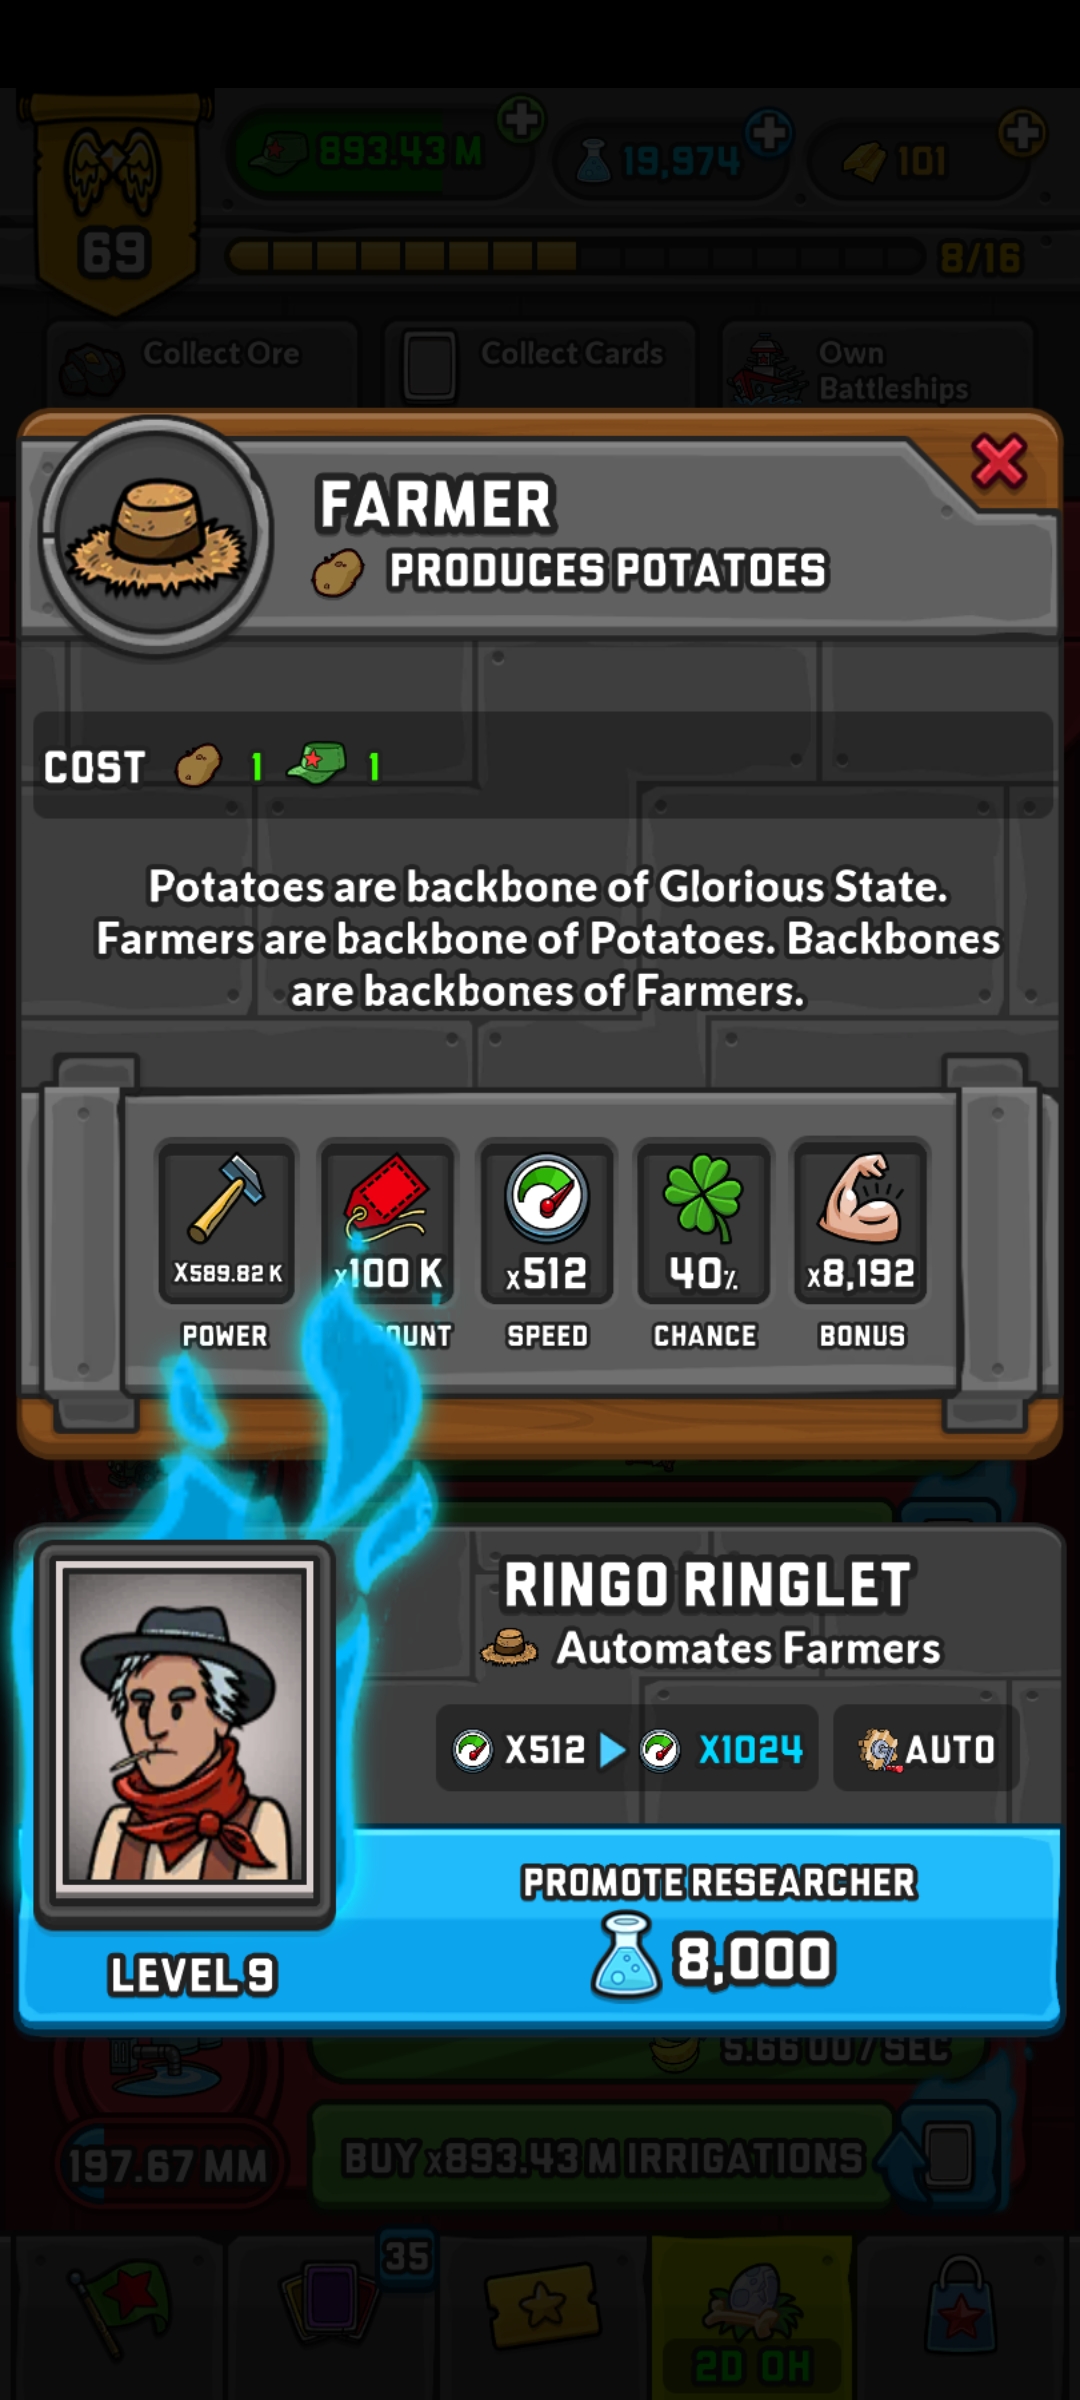 893.43 M
19,974
101
69
8/16
Collect Ore
Collect Cards
Own
Battleships
FARMER
PRODUCES POTATOES
COST 1 1
Potatoes are backbone of Glorious State.
Farmers are backbone of Potatoes. Backbones
are backbones of Farmers.
X589.82 K
x100 K
x512
40%
x8,192
POWER
OUNT
SPEED
CHANCE
BONUS
RINGO RINGLET
Automates Farmers
X512 X1024 AUTO
PROMOTE RESEARCHER
8,000
LEVEL 9
5.66 UU / SEC
197.67 MM
BUY x893.43 M IRRIGATIONS
35
2D 0H